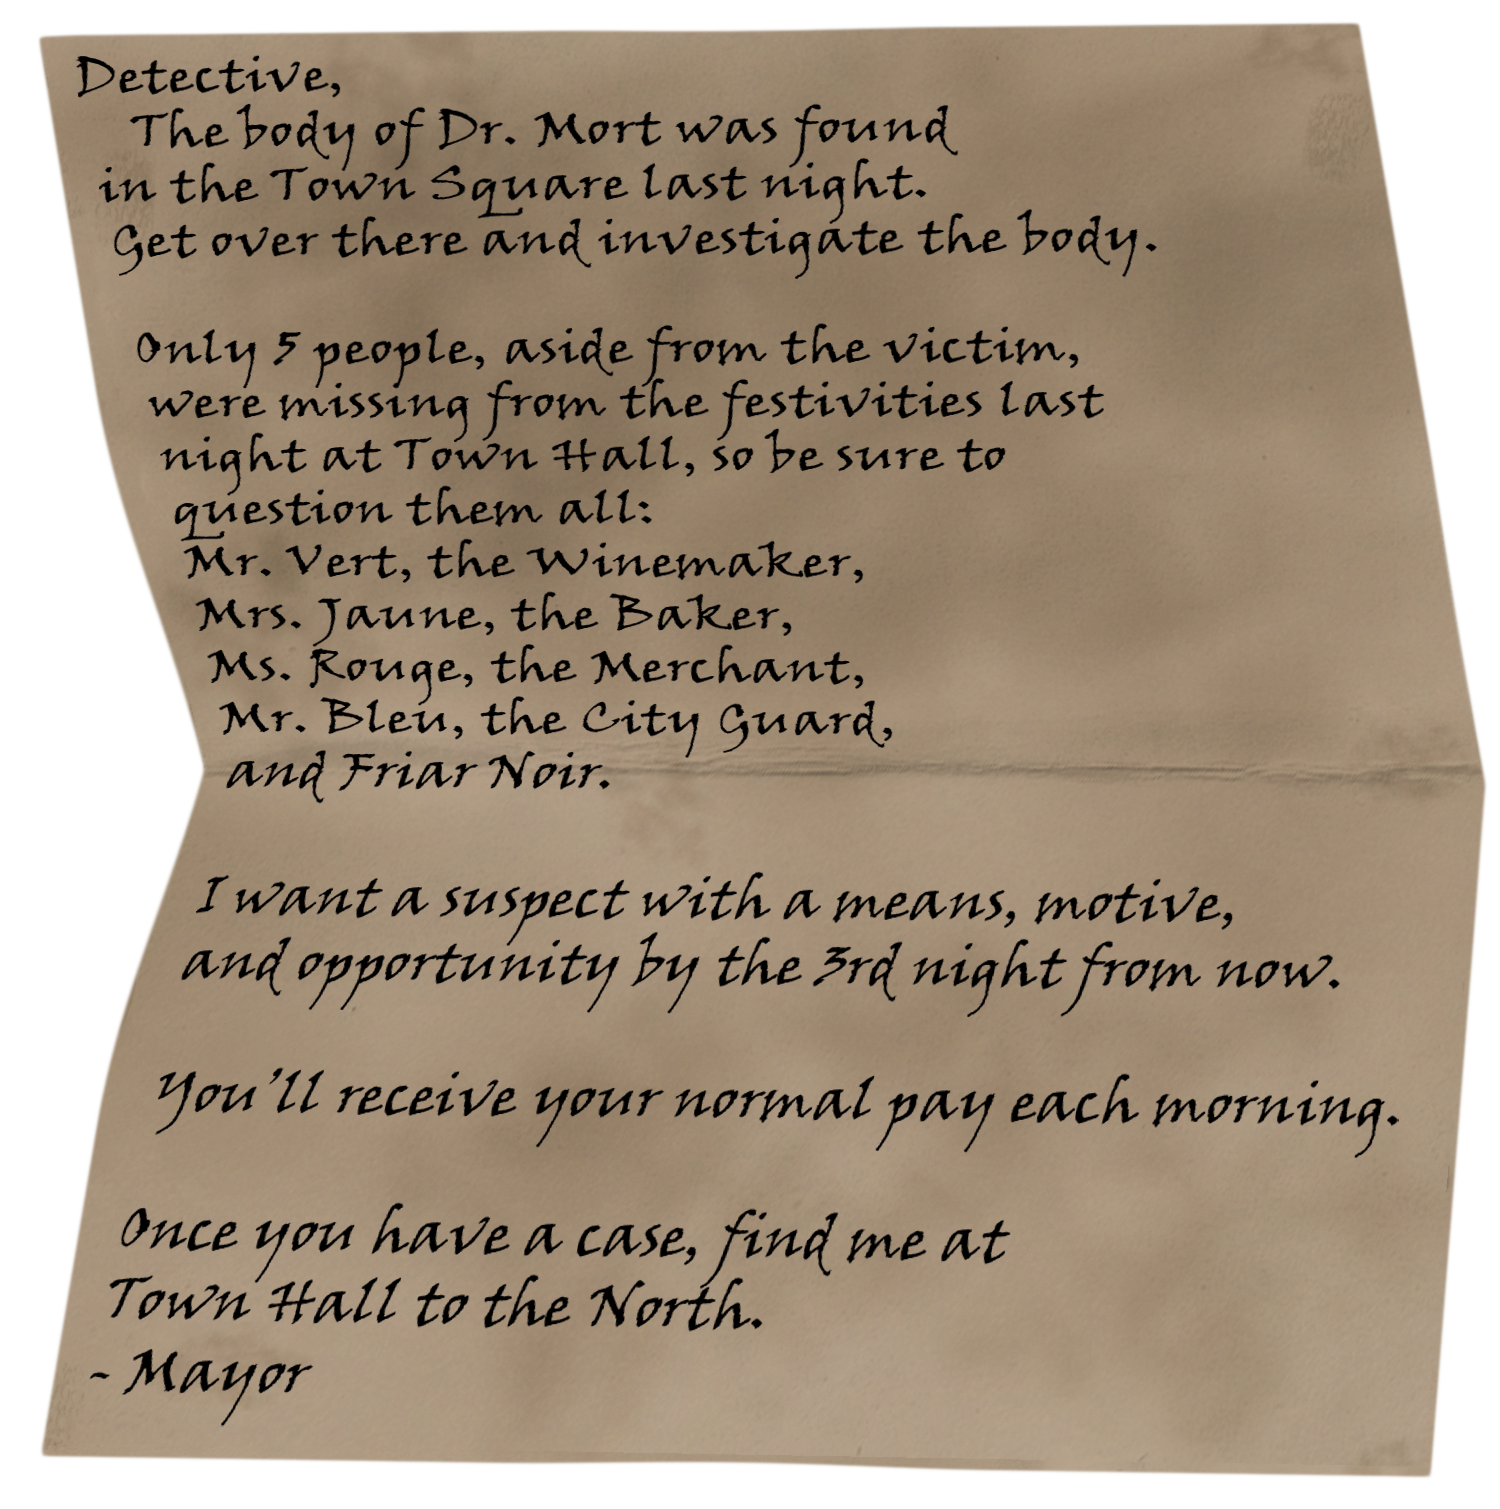 Detective,
The body of Dr. Mort was found
in the Town Square last night.
Get over there and investigate the body.
Only 5 people, aside from the victim,
were missing from the festivities last
night at Town Hall, so be sure to
question them all:
Mr. Vert, the Winemaker,
Mrs. Jaune, the Baker,
Ms. Rouge, the Merchant,
Mr. Bleu, the City Guard,
and Friar Noir.
I want a suspect with a means, motive,
and opportunity by the 3rd night from now.
You'll receive your normal pay each morning.
Once you have a case, find me at
Town Hall to the North.
- Mayor